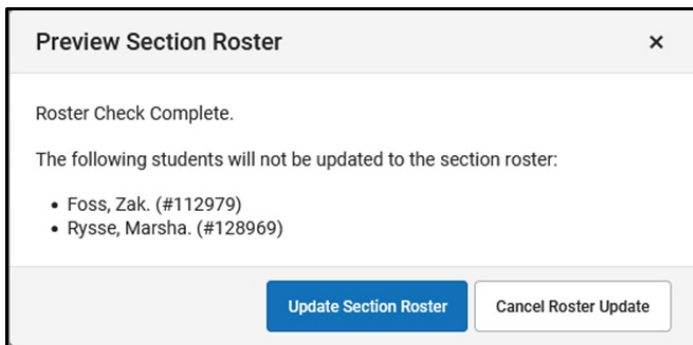 Preview Section Roster
×
Roster Check Complete.
The following students will not be updated to the section roster:
• Foss, Zak. (#112979)
• Rysse, Marsha. (#128969)
Update Section Roster
Cancel Roster Update